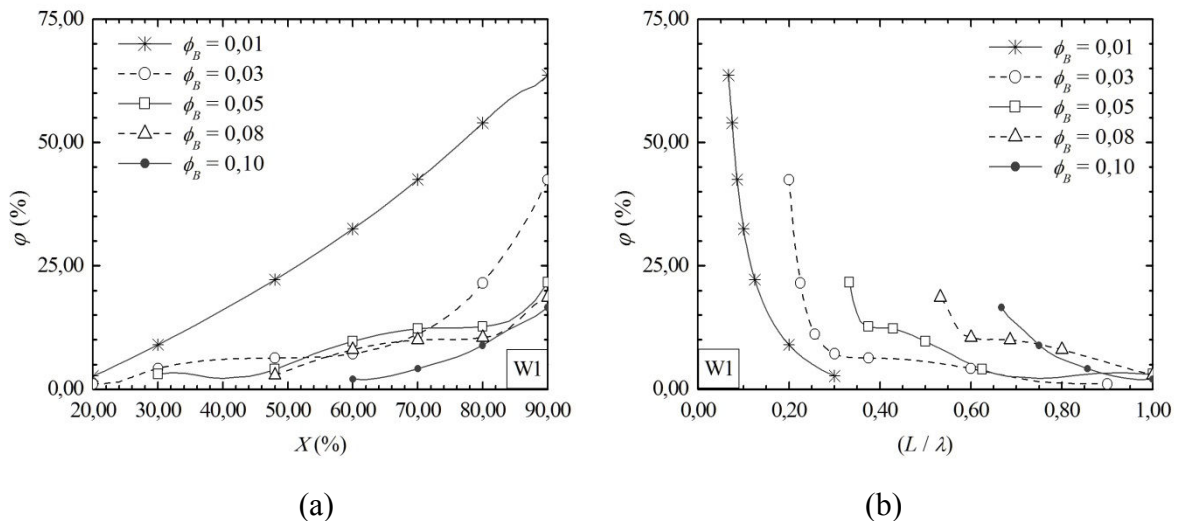 75,00
50,00
25,00
0,00
φ (%)
ϕB = 0,01
ϕB = 0,03
ϕB = 0,05
ϕB = 0,08
ϕB = 0,10
W1
20,00 30,00 40,00 50,00 60,00 70,00 80,00 90,00
X (%)
(a)
75,00
50,00
25,00
0,00
φ (%)
ϕB = 0,01
ϕB = 0,03
ϕB = 0,05
ϕB = 0,08
ϕB = 0,10
W1
0,00 0,20 0,40 0,60 0,80 1,00
(L / λ)
(b)